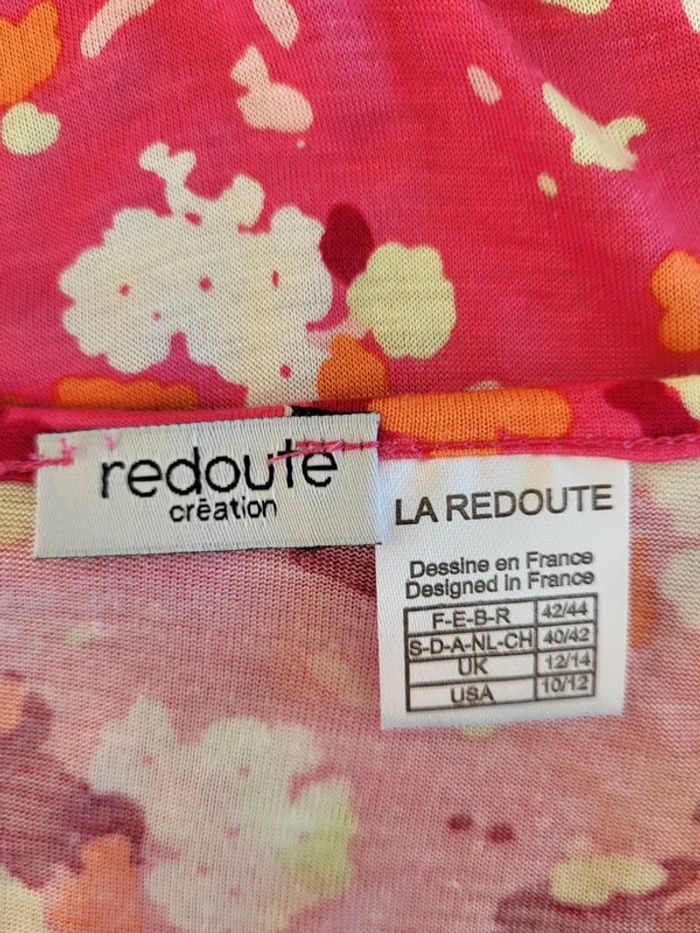 redoute
crēation
LA REDOUTE
Dessine en France
Designed in France
F-E-B-R 42/44
S-D-A-NL-CH 40/42
UK 12/14
USA 10/12